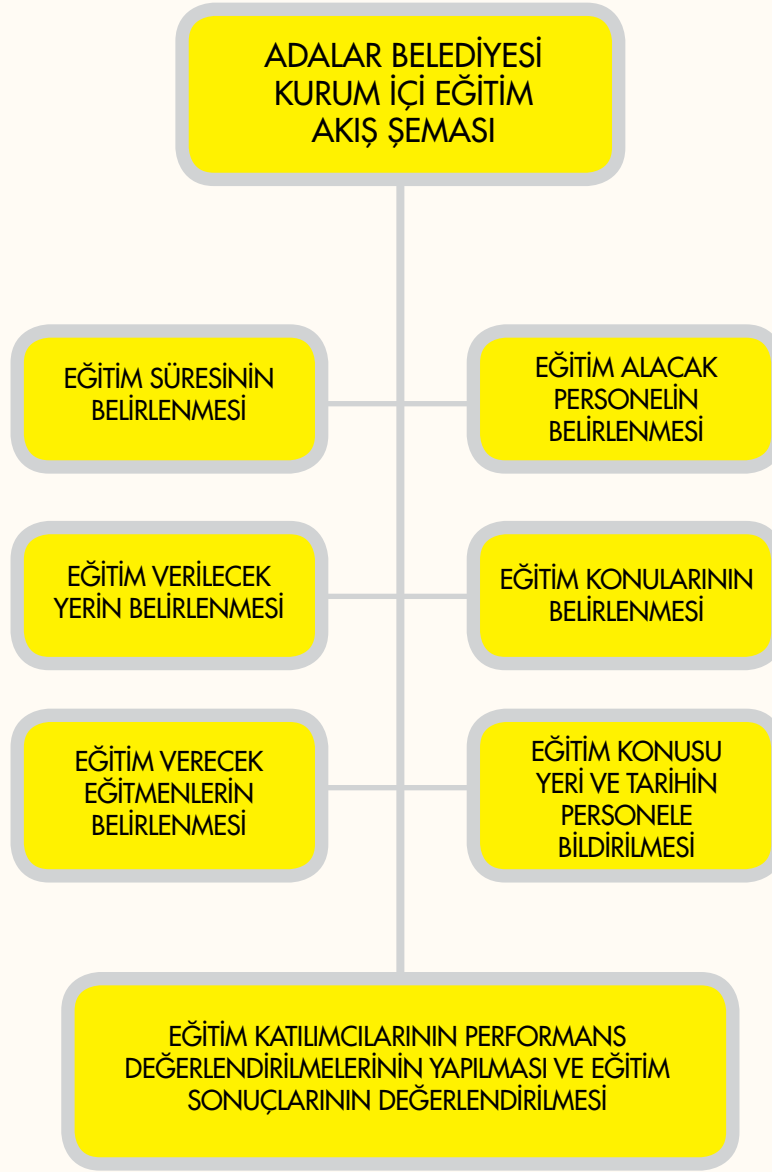 ADALAR BELEDİYESİ
KURUM İÇİ EĞİTİM
AKIŞ ŞEMASI
EĞİTİM SÜRESİNİN
BELİRLENMESİ
EĞİTİM ALACAK
PERSONELİN
BELİRLENMESİ
EĞİTİM VERİLECEK
YERİN BELİRLENMESİ
EĞİTİM KONULARININ
BELİRLENMESİ
EĞİTİM VERECEK
EĞİTMENLERİN
BELİRLENMESİ
EĞİTİM KONUSU
YERİ VE TARİHİN
PERSONELE
BİLDİRİLMESİ
EĞİTİM KATILIMCILARININ PERFORMANS
DEĞERLENDİRİLMELERİNİN YAPILMASI VE EĞİTİM
SONUÇLARININ DEĞERLENDİRİLMESİ